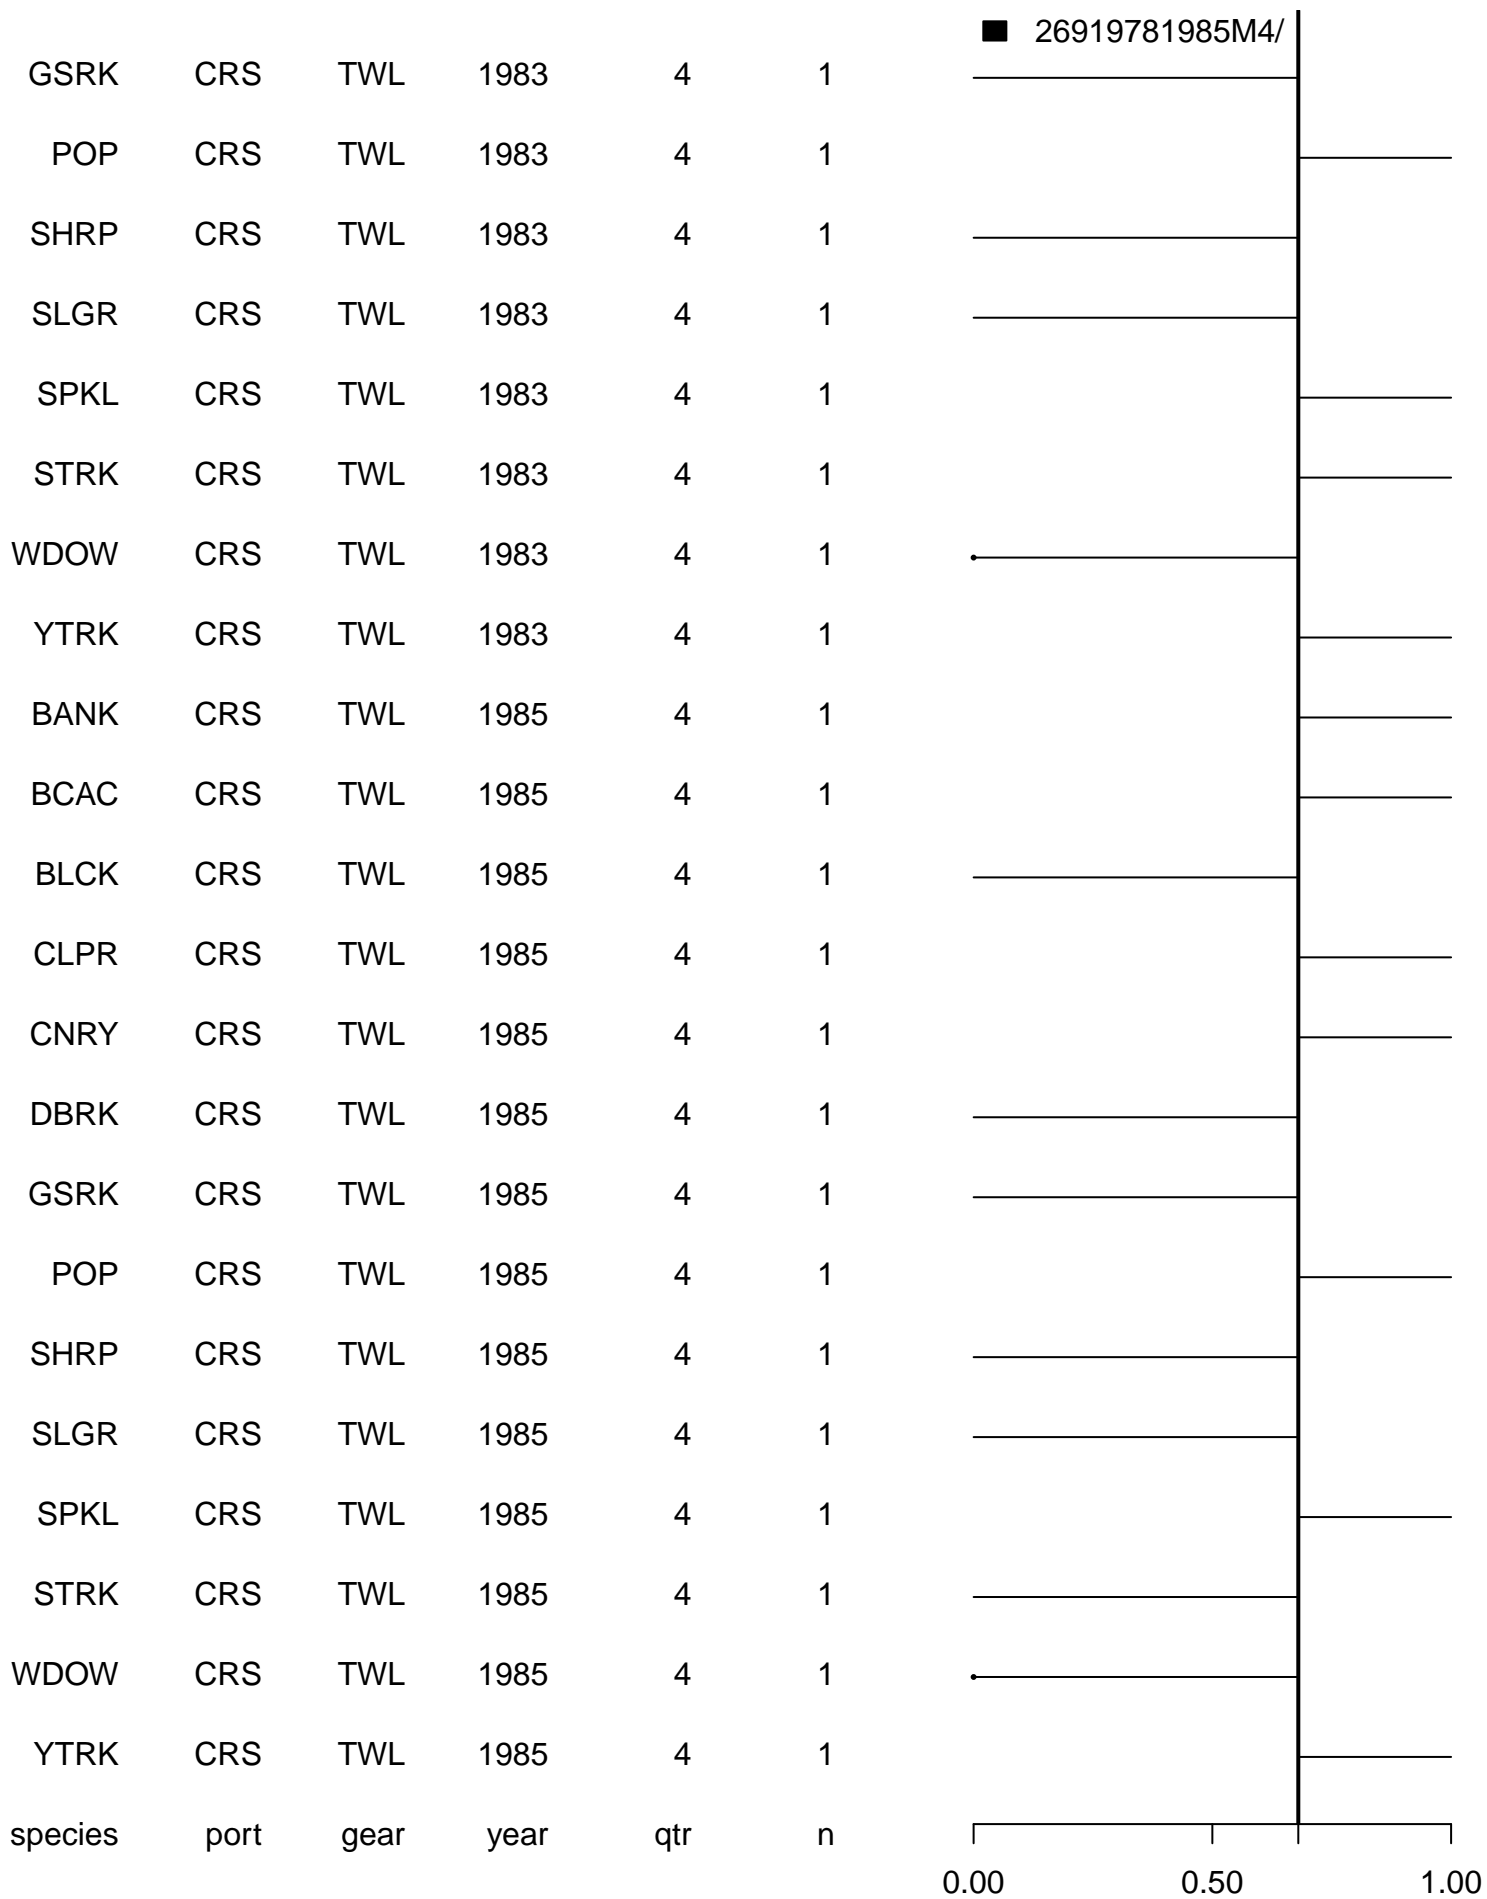 26919781985M4/
GSRK CRS TWL 1983 4 1
POP CRS TWL 1983 4 1
SHRP CRS TWL 1983 4 1
SLGR CRS TWL 1983 4 1
SPKL CRS TWL 1983 4 1
STRK CRS TWL 1983 4 1
WDOW CRS TWL 1983 4 1
YTRK CRS TWL 1983 4 1
BANK CRS TWL 1985 4 1
BCAC CRS TWL 1985 4 1
BLCK CRS TWL 1985 4 1
CLPR CRS TWL 1985 4 1
CNRY CRS TWL 1985 4 1
DBRK CRS TWL 1985 4 1
GSRK CRS TWL 1985 4 1
POP CRS TWL 1985 4 1
SHRP CRS TWL 1985 4 1
SLGR CRS TWL 1985 4 1
SPKL CRS TWL 1985 4 1
STRK CRS TWL 1985 4 1
WDOW CRS TWL 1985 4 1
YTRK CRS TWL 1985 4 1
species port gear year qtr n
0.00 0.50 1.00